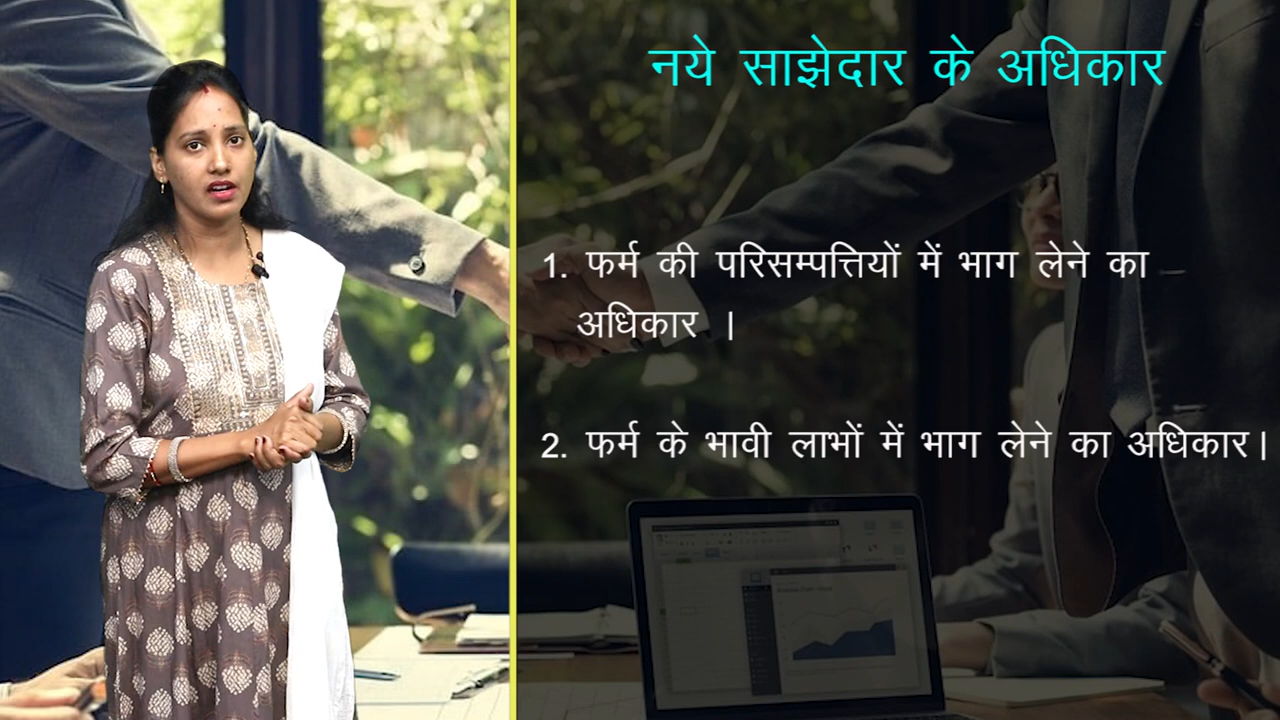 नये साझेदार के अधिकार
1. फर्म की परिसम्पत्तियों में भाग लेने का
अधिकार ।
2. फर्म के भावी लाभों में भाग लेने का अधिकार।